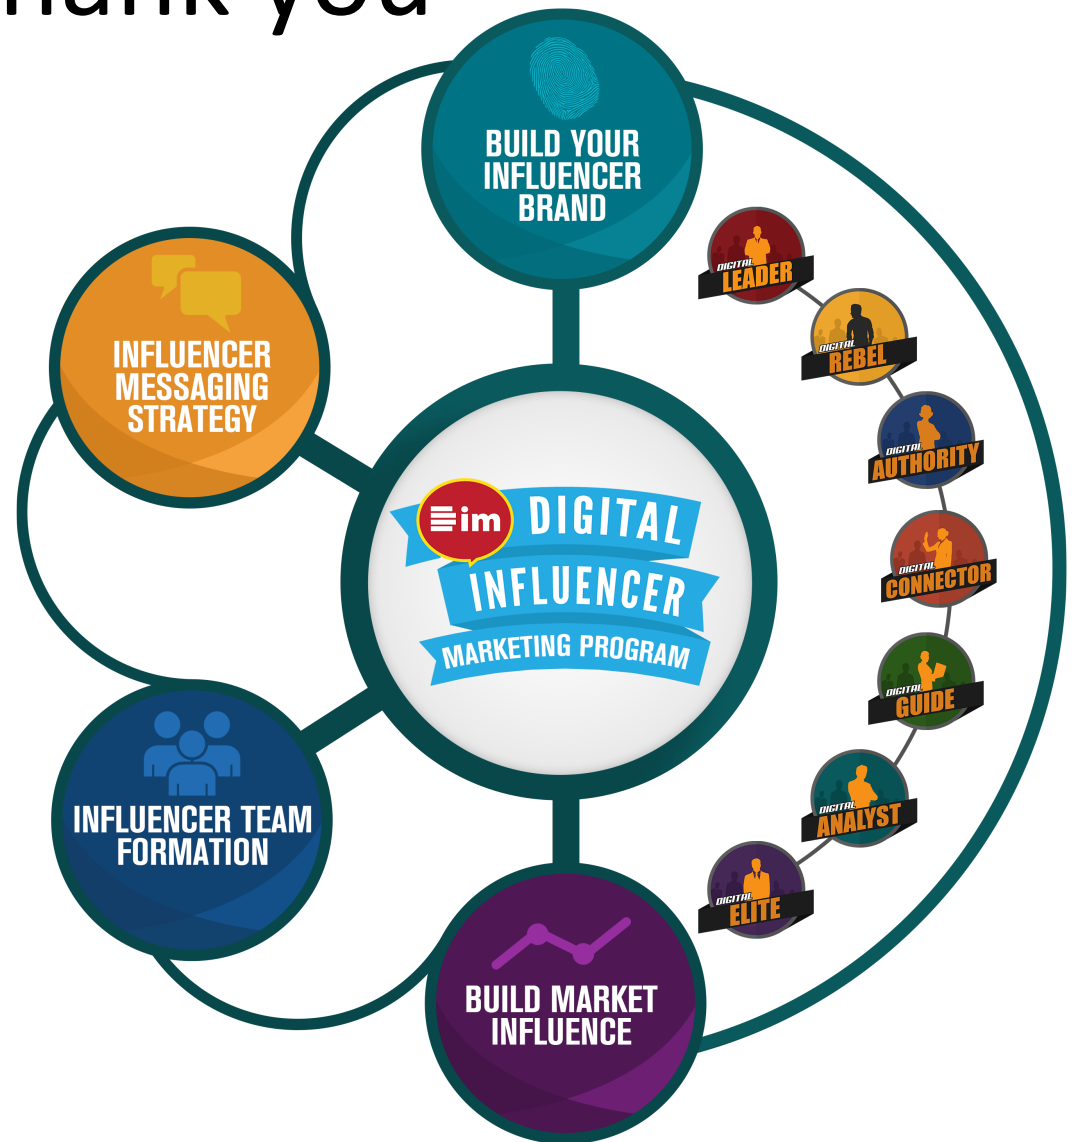 hank you
BUILD YOUR
INFLUENCER
BRAND
INFLUENCER
MESSAGING
STRATEGY
im DIGITAL
INFLUENCER
MARKETING PROGRAM
INFLUENCER TEAM
FORMATION
BUILD MARKET
INFLUENCE
DIGITAL
LEADER
DIGITAL
REBEL
DIGITAL
AUTHORITY
DIGITAL
CONNECTOR
DIGITAL
GUIDE
DIGITAL
ANALYST
DIGITAL
ELITE